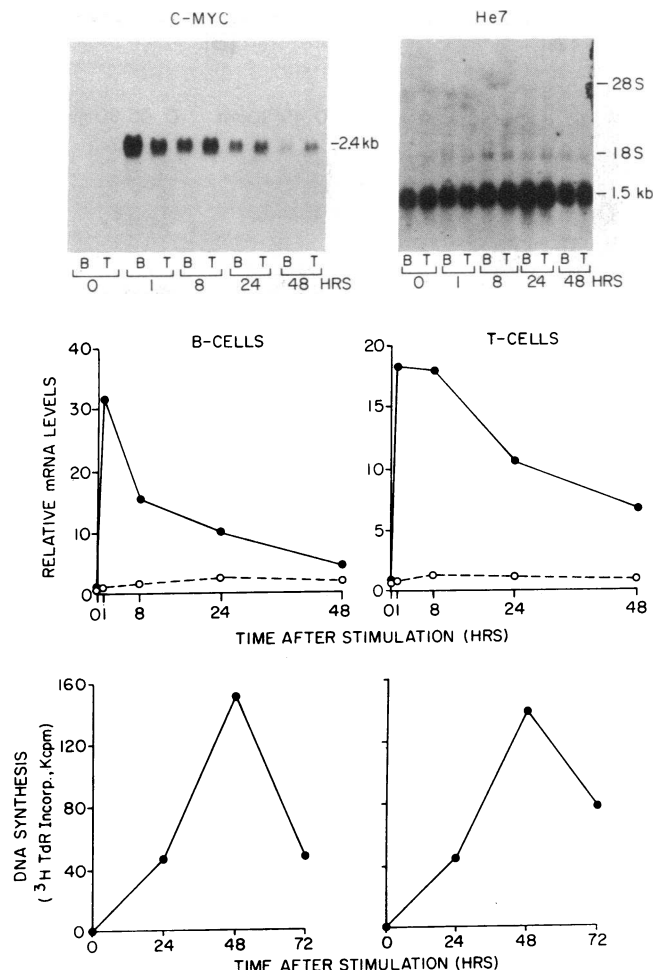 C-MYC
He7
28S
18S
2.4 kb
1.5 kb
B T B T B T B T B T
0 1 8 24 48 HRS
B T B T B T B T B T
0 1 8 24 48 HRS
B-CELLS
T-CELLS
RELATIVE mRNA LEVELS
40
30
20
10
0
20
15
10
5
0
0 1 8 24 48
0 1 8 24 48
TIME AFTER STIMULATION (HRS)
DNA SYNTHESIS
(³H TdR Incorp., Kcpm)
160
120
80
40
0
0 24 48 72
0 24 48 72
TIME AFTER STIMULATION (HRS)